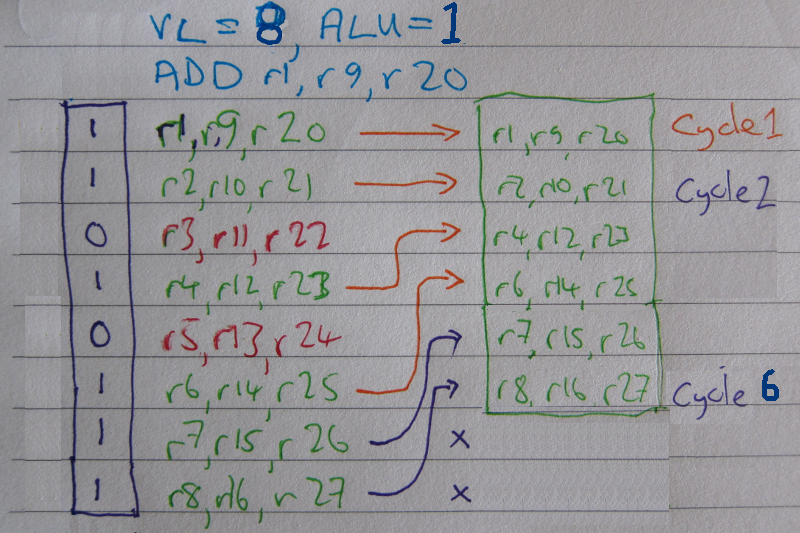 VL = 8, ALU = 1
ADD r1, r9, r20
1 r1, r9, r20 r1, r9, r20 Cycle 1
1 r2, r10, r21 r2, r10, r21 Cycle 2
0 r3, r11, r22 r4, r12, r23
1 r4, r12, r23 r6, r14, r25
0 r5, r13, r24 r7, r15, r26
1 r6, r14, r25 r8, r16, r27 Cycle 6
1 r7, r15, r26 x
1 r8, r16, r27 x